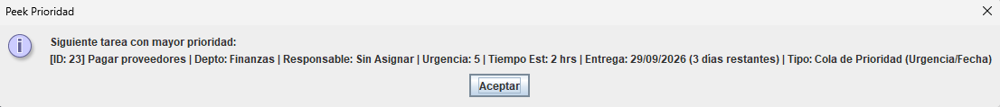 Peek Prioridad
Siguiente tarea con mayor prioridad:
[ID: 23] Pagar proveedores | Depto: Finanzas | Responsable: Sin Asignar | Urgencia: 5 | Tiempo Est: 2 hrs | Entrega: 29/09/2026 (3 días restantes) | Tipo: Cola de Prioridad (Urgencia/Fecha)
Aceptar